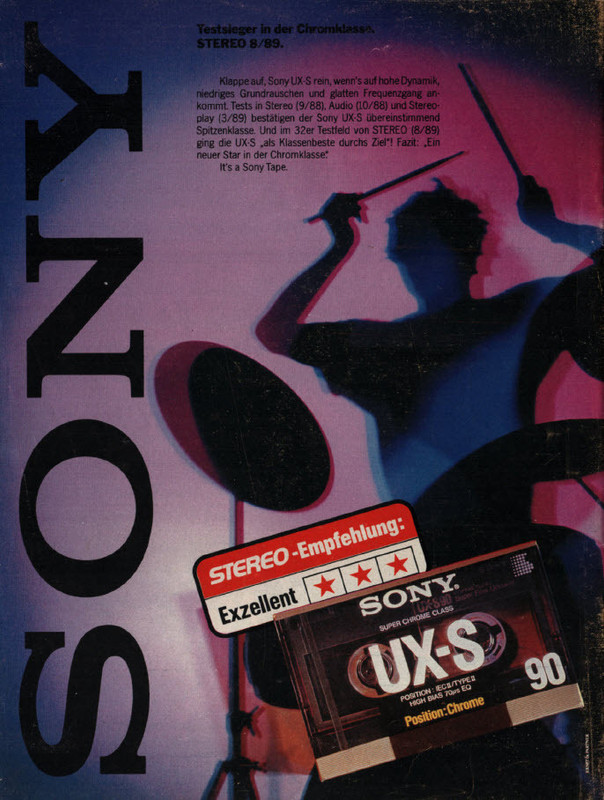 Testsieger in der Chromklasse.
STEREO 8/89.
Klappe auf, Sony UX-S rein, wenn's auf hohe Dynamik,
niedriges Grundrauschen und glatten Frequenzgang an-
kommt. Tests in Stereo (9/88), Audio (10/88) und Stereo-
play (3/89) bestätigen der Sony UX-S übereinstimmend
Spitzenklasse. Und im 32er Testfeld von STEREO (8/89)
ging die UX-S „als Klassenbeste durchs Ziel“! Fazit: „Ein
neuer Star in der Chromklasse“.
It's a Sony Tape.
SONY
STEREO-Empfehlung:
Exzellent
SONY
SUPER CHROME CLASS
UX-S
90
POSITION · IECII/TYPE II
HIGH BIAS 70µs EQ
Position:Chrome